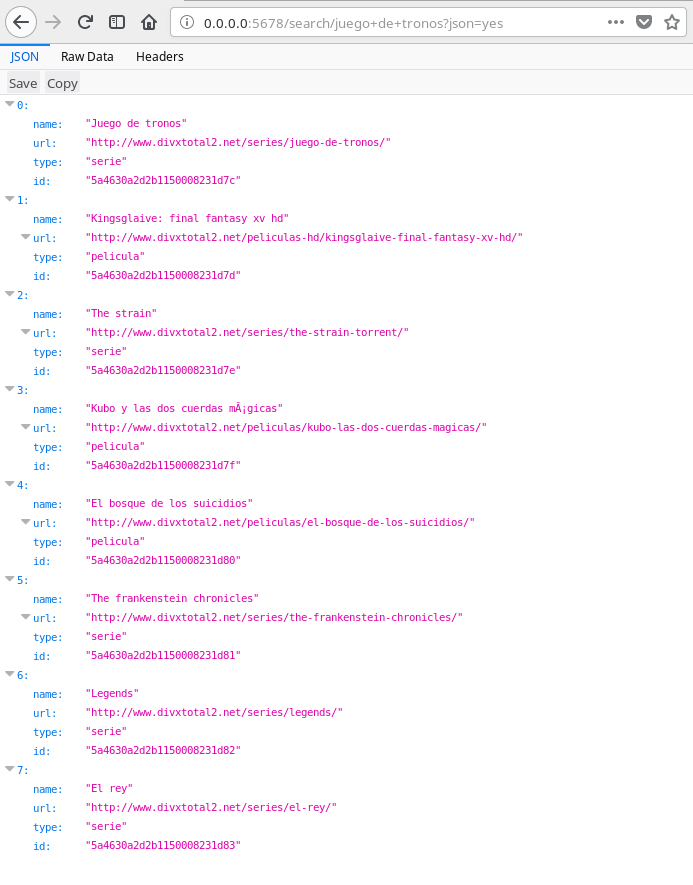 0.0.0.0:5678/search/juego+de+tronos?json=yes
JSON Raw Data Headers
Save Copy
0:
name: "Juego de tronos"
url: "http://www.divxtotal2.net/series/juego-de-tronos/"
type: "serie"
id: "5a4630a2d2b1150008231d7c"
1:
name: "Kingsglaive: final fantasy xv hd"
url: "http://www.divxtotal2.net/peliculas-hd/kingsglaive-final-fantasy-xv-hd/"
type: "pelicula"
id: "5a4630a2d2b1150008231d7d"
2:
name: "The strain"
url: "http://www.divxtotal2.net/series/the-strain-torrent/"
type: "serie"
id: "5a4630a2d2b1150008231d7e"
3:
name: "Kubo y las dos cuerdas mÃ¡gicas"
url: "http://www.divxtotal2.net/peliculas/kubo-las-dos-cuerdas-magicas/"
type: "pelicula"
id: "5a4630a2d2b1150008231d7f"
4:
name: "El bosque de los suicidios"
url: "http://www.divxtotal2.net/peliculas/el-bosque-de-los-suicidios/"
type: "pelicula"
id: "5a4630a2d2b1150008231d80"
5:
name: "The frankenstein chronicles"
url: "http://www.divxtotal2.net/series/the-frankenstein-chronicles/"
type: "serie"
id: "5a4630a2d2b1150008231d81"
6:
name: "Legends"
url: "http://www.divxtotal2.net/series/legends/"
type: "serie"
id: "5a4630a2d2b1150008231d82"
7:
name: "El rey"
url: "http://www.divxtotal2.net/series/el-rey/"
type: "serie"
id: "5a4630a2d2b1150008231d83"